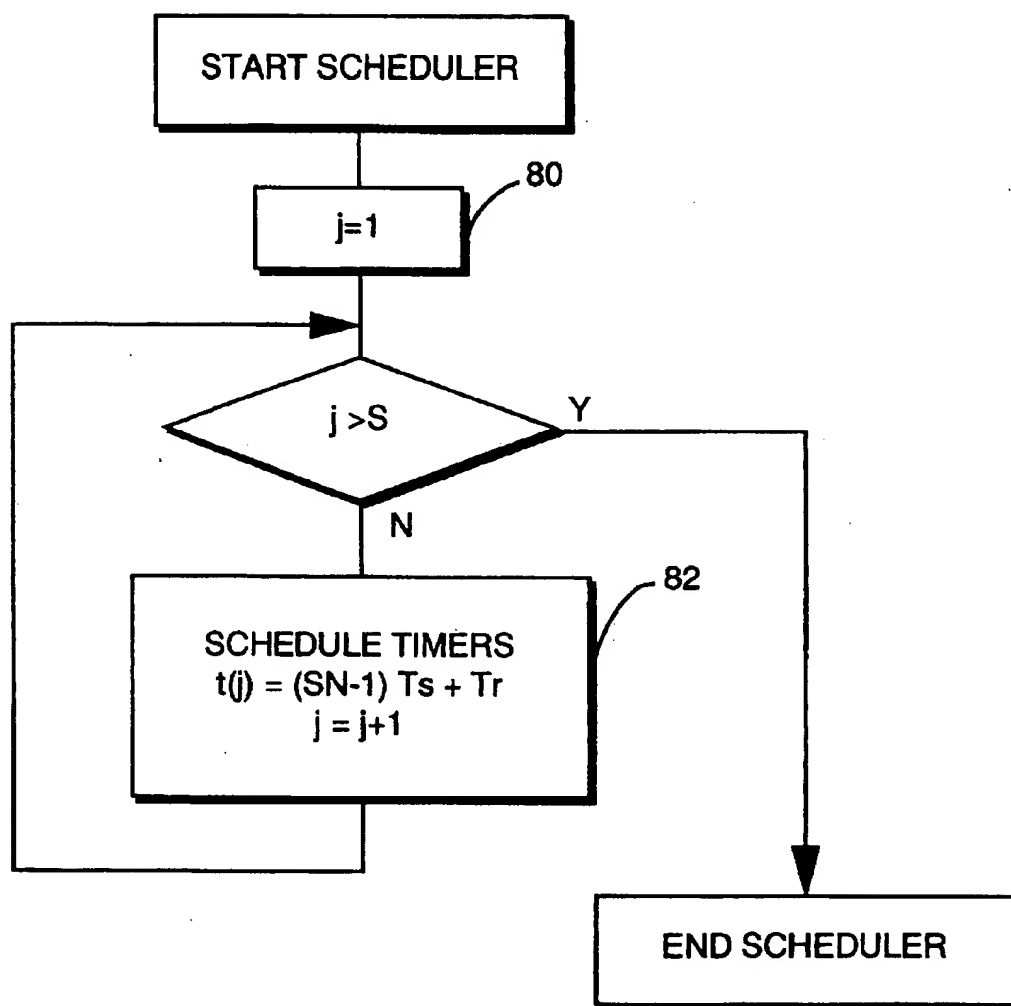 START SCHEDULER
80
j=1
j >S
Y
N
82
SCHEDULE TIMERS
t(j) = (SN-1) Ts + Tr
j = j+1
END SCHEDULER